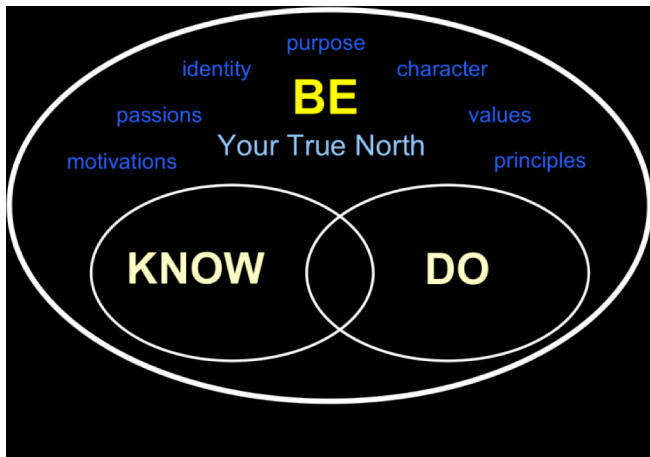 purpose
identity
character
BE
passions
values
Your True North
motivations
principles
KNOW
DO